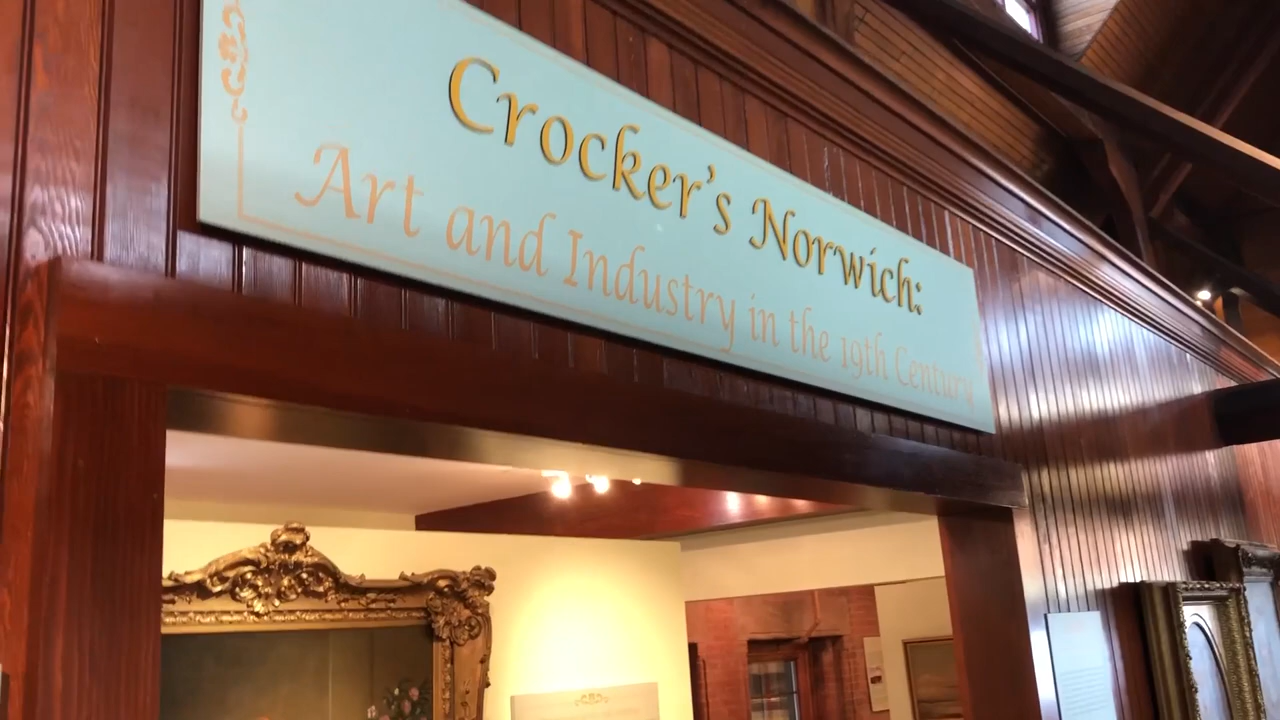 Crocker's Norwich:
Art and Industry in the 19th Century